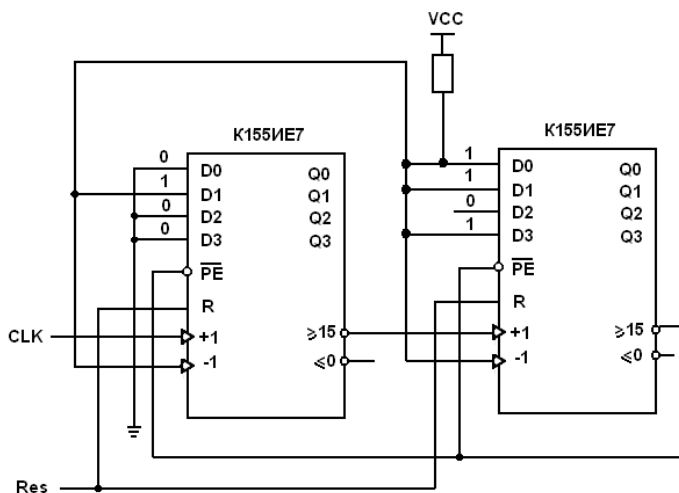 VCC
К155ИЕ7
К155ИЕ7
0 D0 Q0
1 D1 Q1
0 D2 Q2
0 D3 Q3
PE
R
CLK +1 ≥15
-1 ≤0
1 D0 Q0
1 D1 Q1
0 D2 Q2
1 D3 Q3
PE
R
+1 ≥15
-1 ≤0
Res